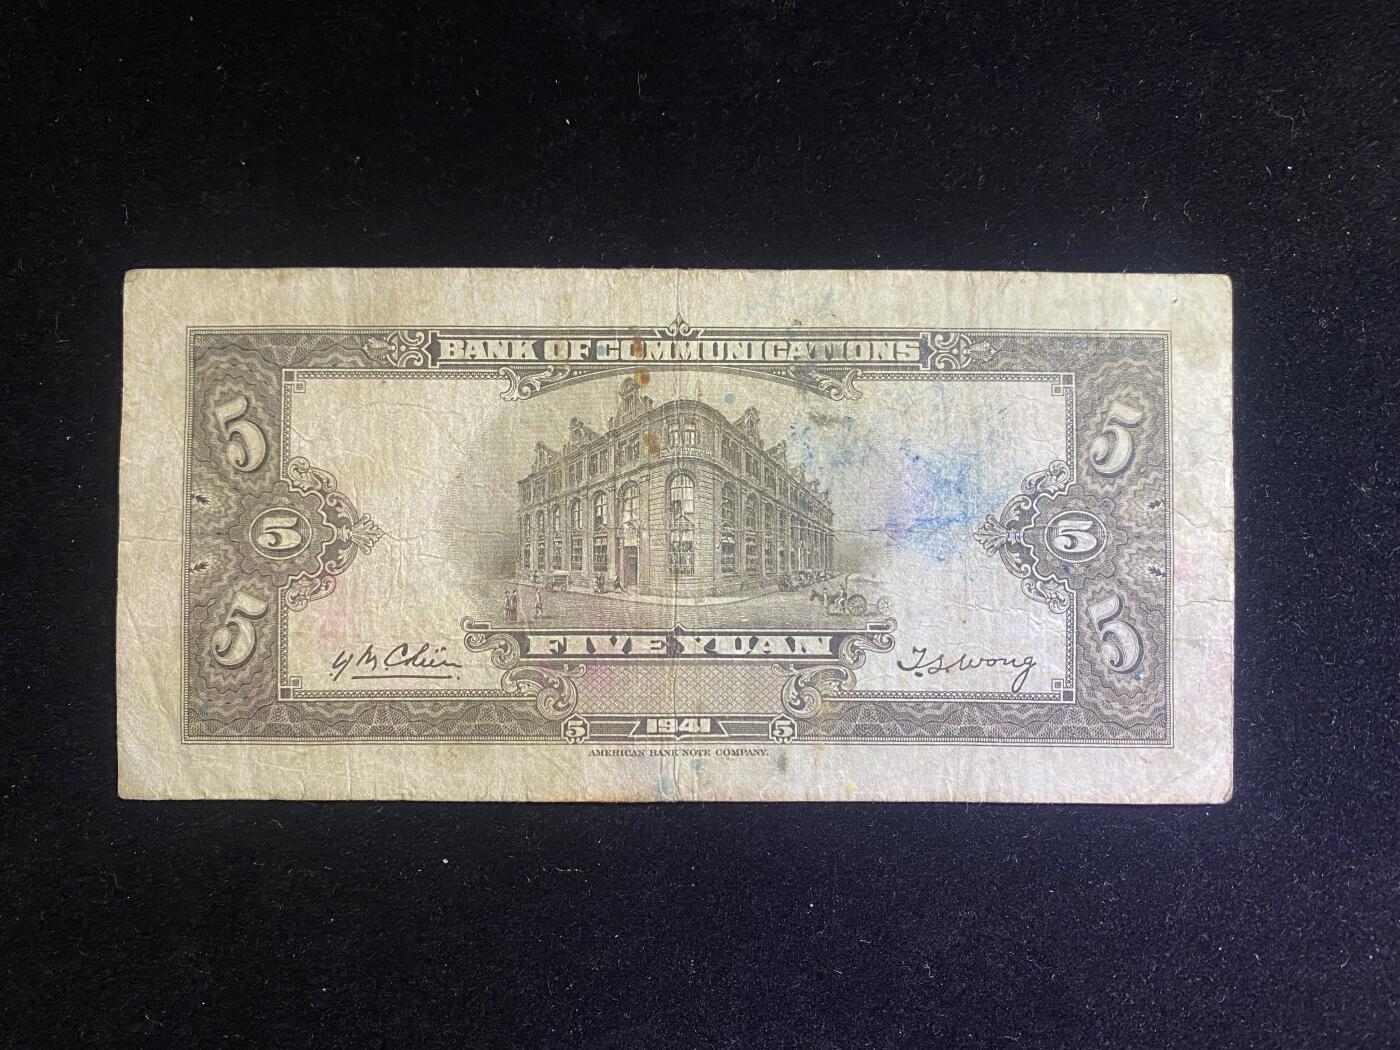 BANK OF COMMUNICATIONS
5 5
5 5
5 5
FIVE YUAN
Y M Chien T. S. Wong
5 1941 5
AMERICAN BANK NOTE COMPANY.